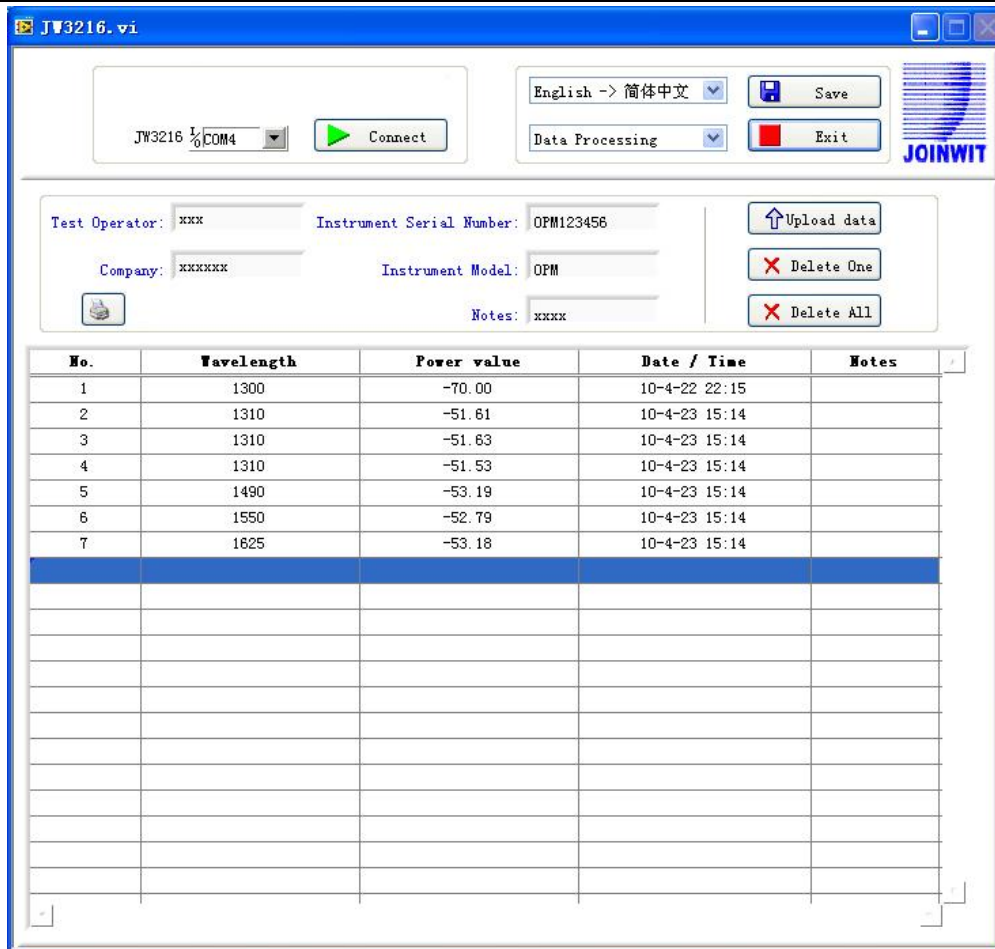 JW3216.vi
English -> 简体中文
Save
JW3216 I/O COM4
Connect
Data Processing
Exit
JOINWIT
Test Operator: xxx
Instrument Serial Number: OPM123456
Upload data
Company: xxxxxx
Instrument Model: OPM
Delete One
Notes: xxxx
Delete All
No. Wavelength Power value Date / Time Notes
1 1300 -70.00 10-4-22 22:15
2 1310 -51.61 10-4-23 15:14
3 1310 -51.63 10-4-23 15:14
4 1310 -51.53 10-4-23 15:14
5 1490 -53.19 10-4-23 15:14
6 1550 -52.79 10-4-23 15:14
7 1625 -53.18 10-4-23 15:14